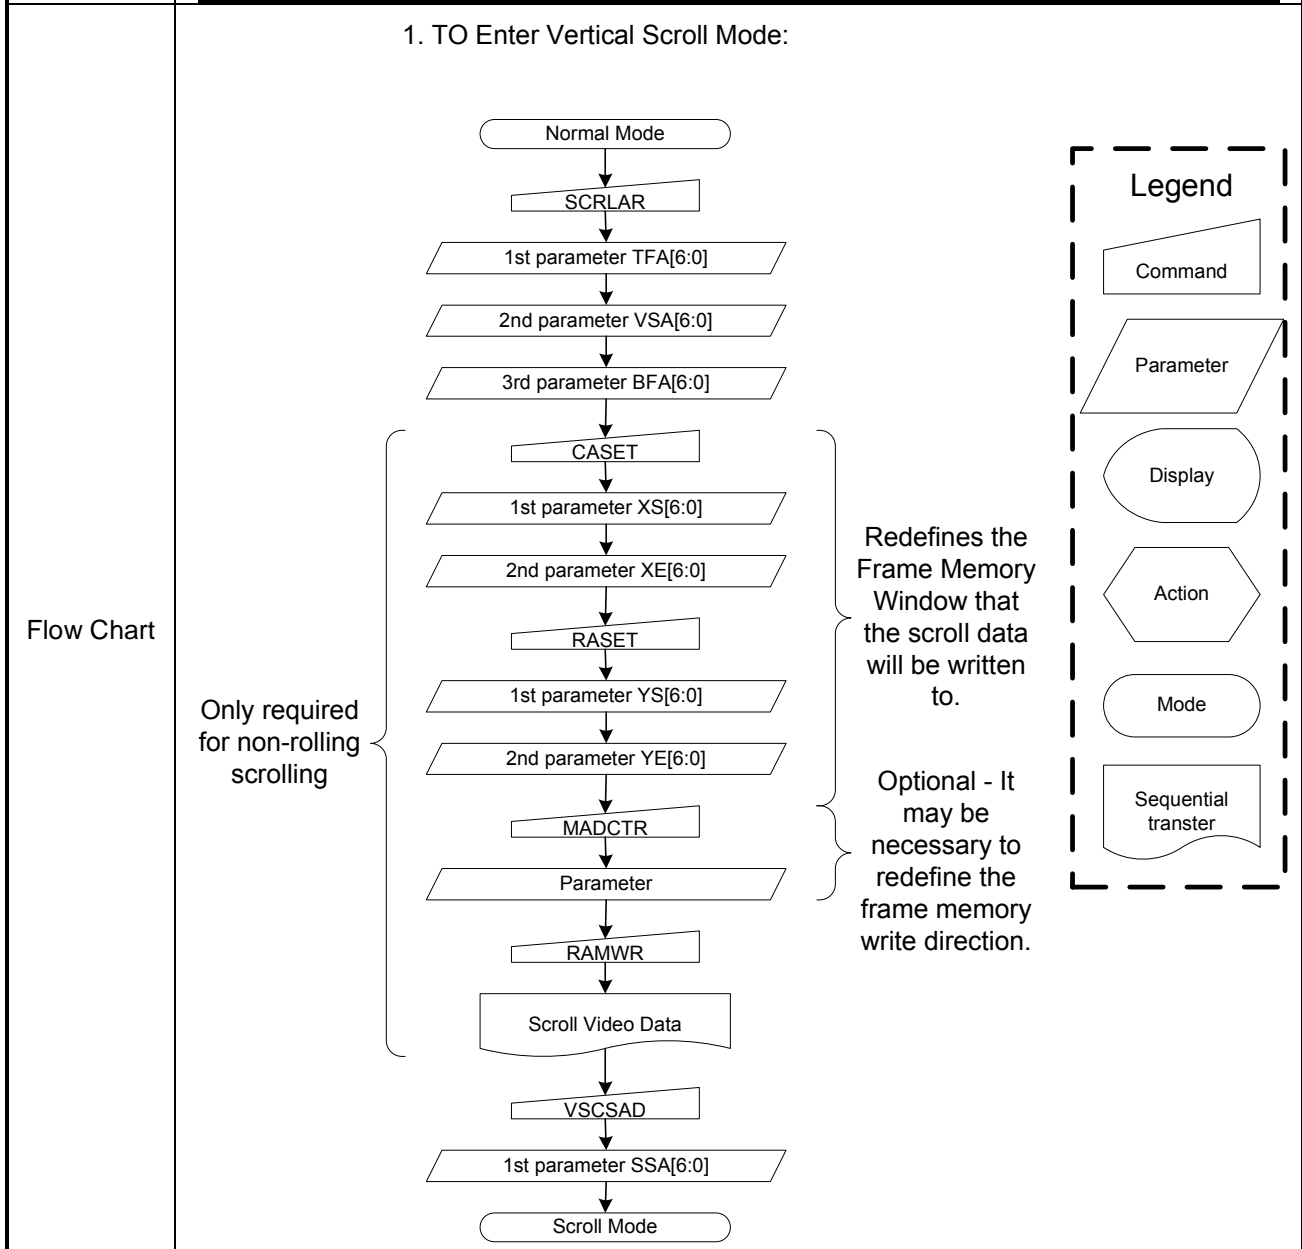 1. TO Enter Vertical Scroll Mode:
Flow Chart
Normal Mode
SCRLAR
1st parameter TFA[6:0]
2nd parameter VSA[6:0]
3rd parameter BFA[6:0]
CASET
1st parameter XS[6:0]
2nd parameter XE[6:0]
RASET
1st parameter YS[6:0]
2nd parameter YE[6:0]
MADCTR
Parameter
RAMWR
Scroll Video Data
VSCSAD
1st parameter SSA[6:0]
Scroll Mode
Only required
for non-rolling
scrolling
Redefines the
Frame Memory
Window that
the scroll data
will be written
to.
Optional - It
may be
necessary to
redefine the
frame memory
write direction.
Legend
Command
Parameter
Display
Action
Mode
Sequential
transter